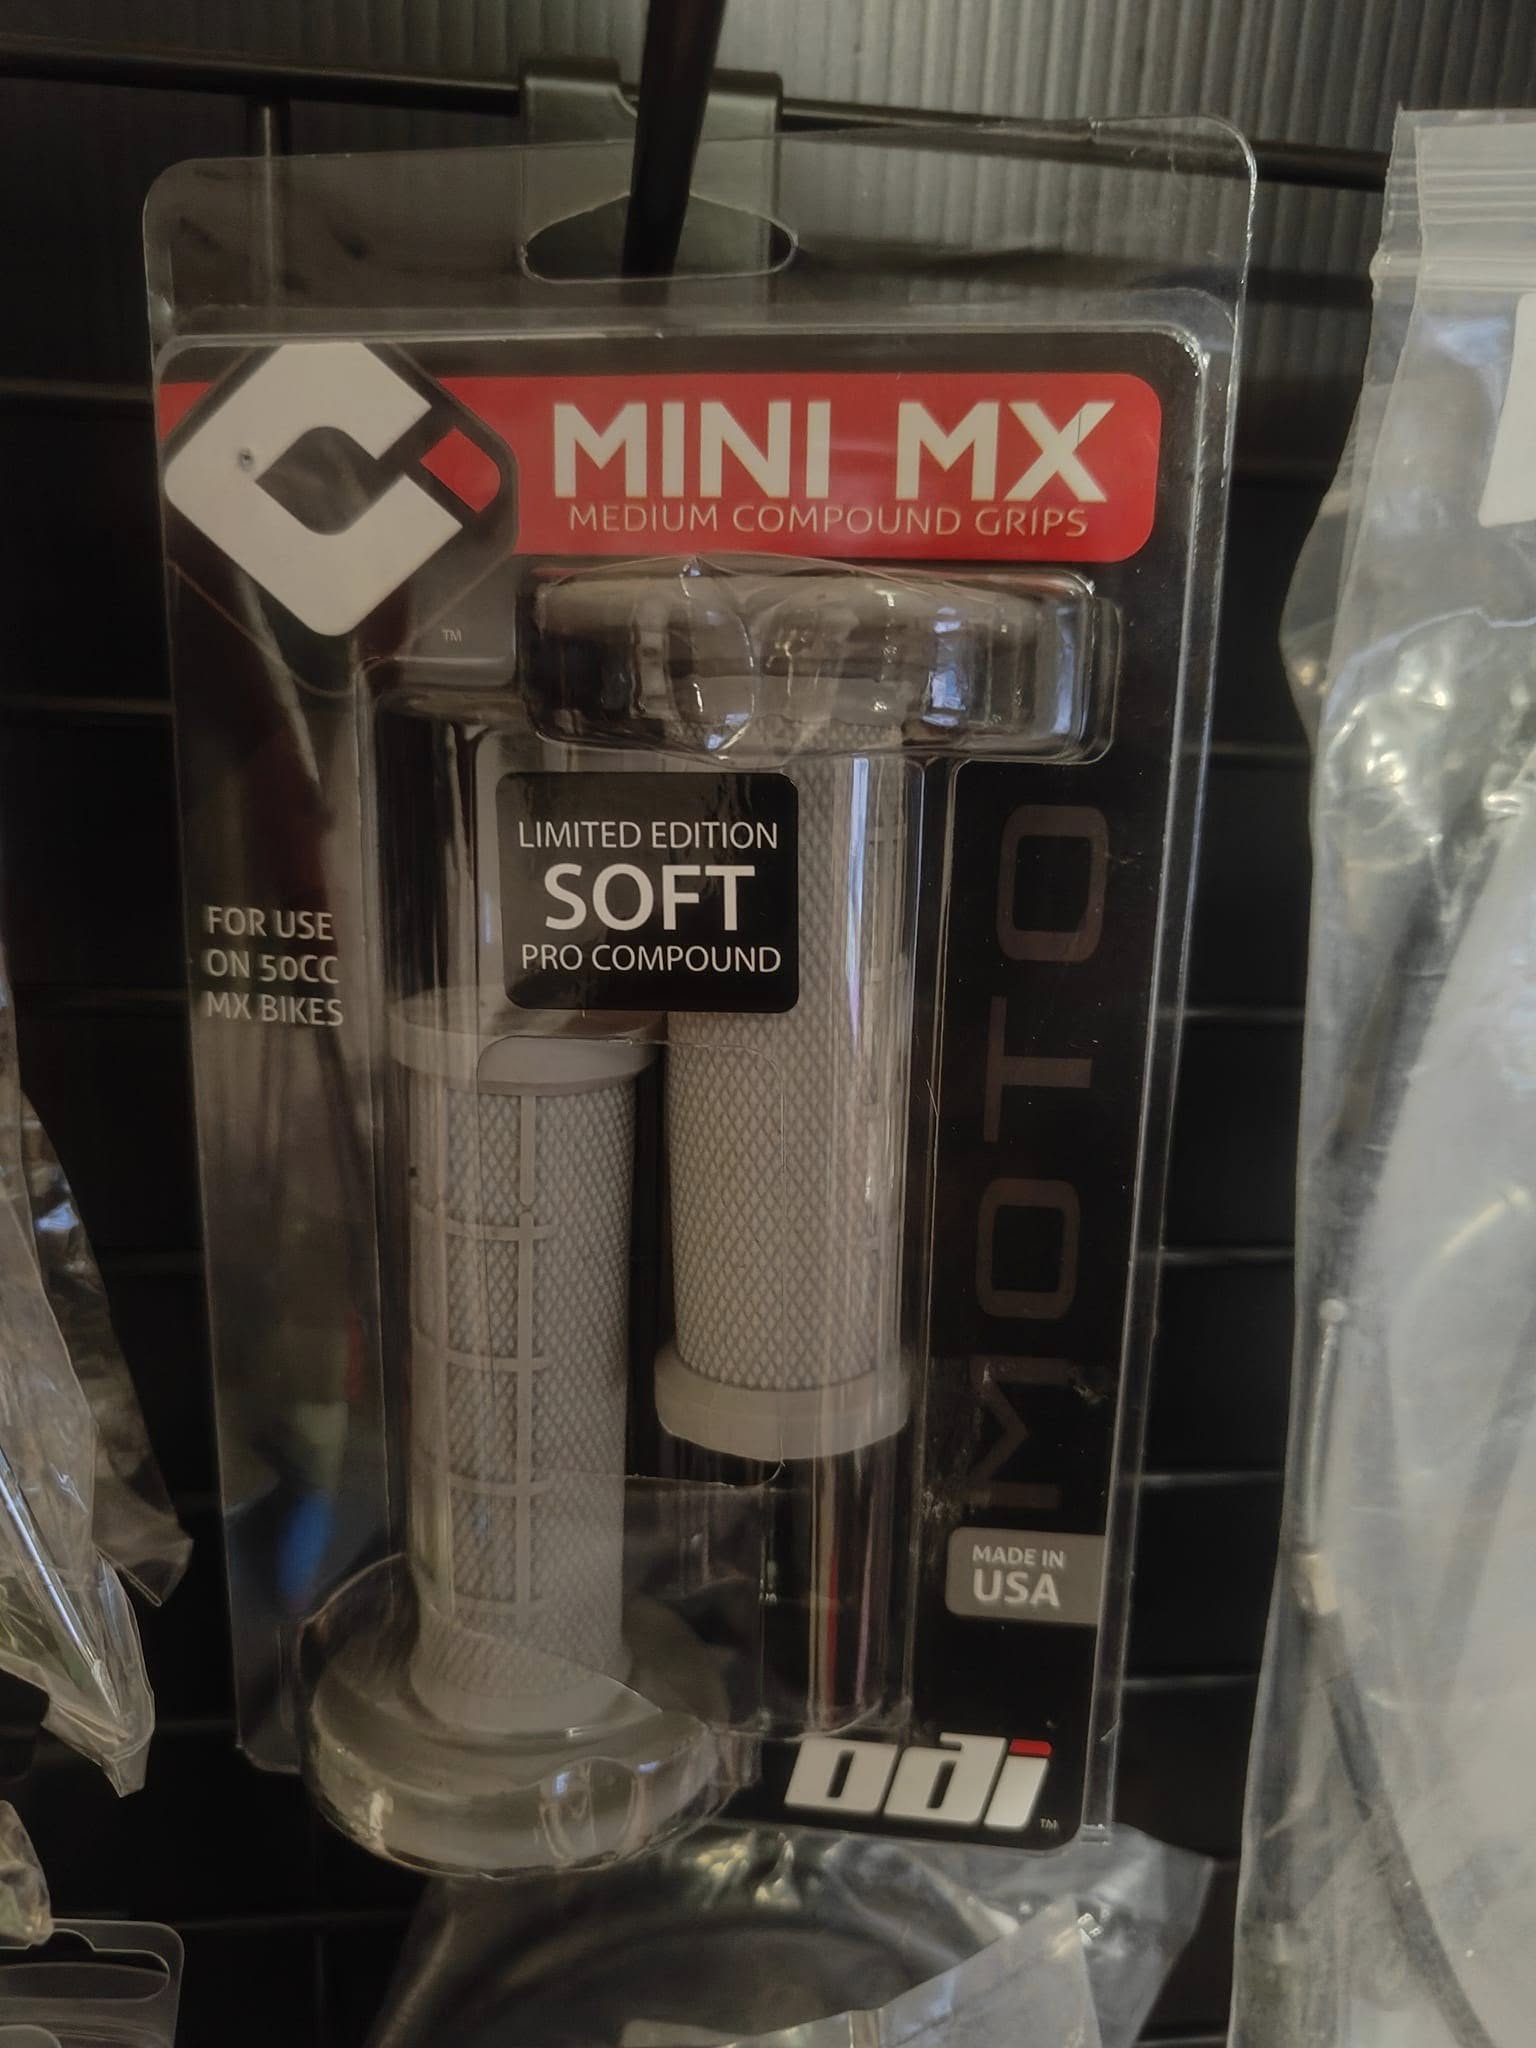 MINI MX
MEDIUM COMPOUND GRIPS
TM
LIMITED EDITION
SOFT
PRO COMPOUND
FOR USE
ON 50CC
MX BIKES
MOTO
MADE IN
USA
odi
TM